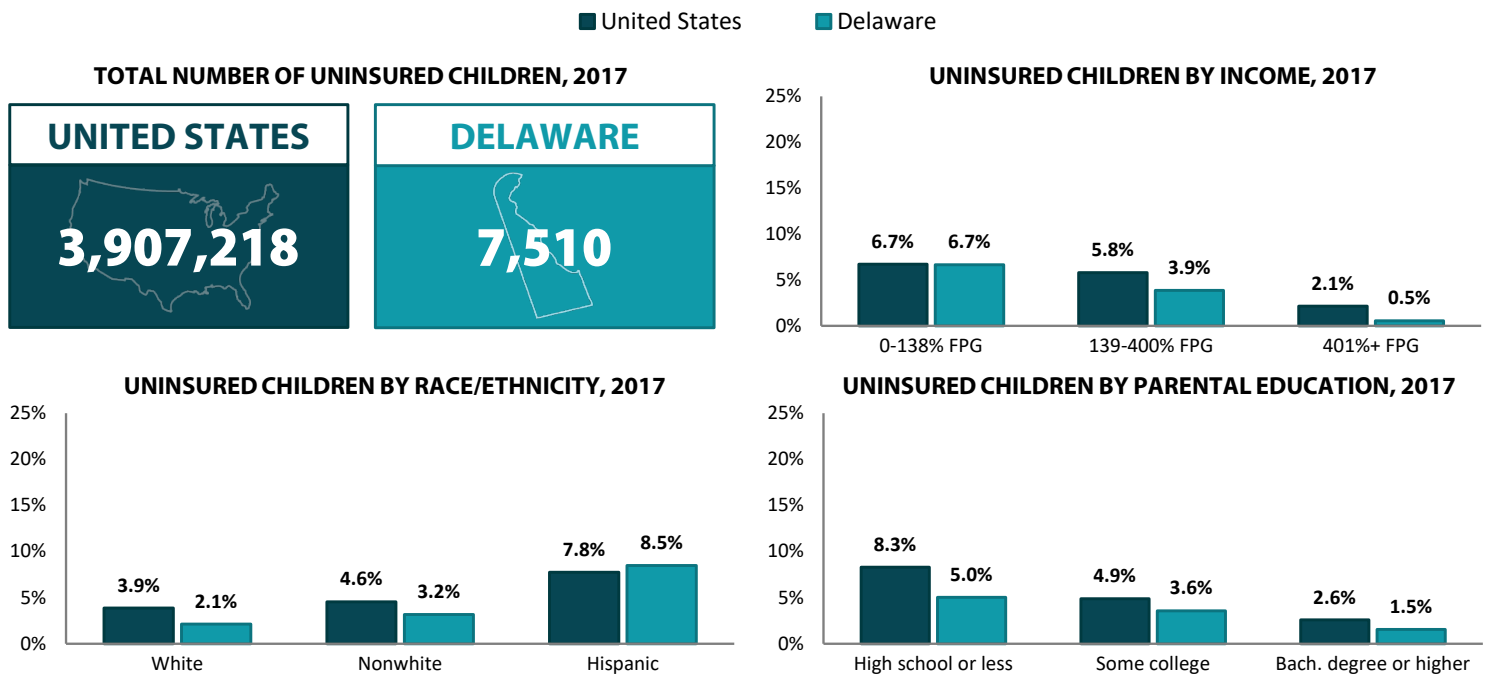 United States Delaware
TOTAL NUMBER OF UNINSURED CHILDREN, 2017
UNITED STATES
3,907,218
DELAWARE
7,510
UNINSURED CHILDREN BY INCOME, 2017
25%
20%
15%
10%
5%
0%
6.7% 6.7%
5.8% 3.9%
2.1% 0.5%
0-138% FPG 139-400% FPG 401%+ FPG
UNINSURED CHILDREN BY RACE/ETHNICITY, 2017
25%
20%
15%
10%
5%
0%
3.9% 2.1%
4.6% 3.2%
7.8% 8.5%
White Nonwhite Hispanic
UNINSURED CHILDREN BY PARENTAL EDUCATION, 2017
25%
20%
15%
10%
5%
0%
8.3% 5.0%
4.9% 3.6%
2.6% 1.5%
High school or less Some college Bach. degree or higher